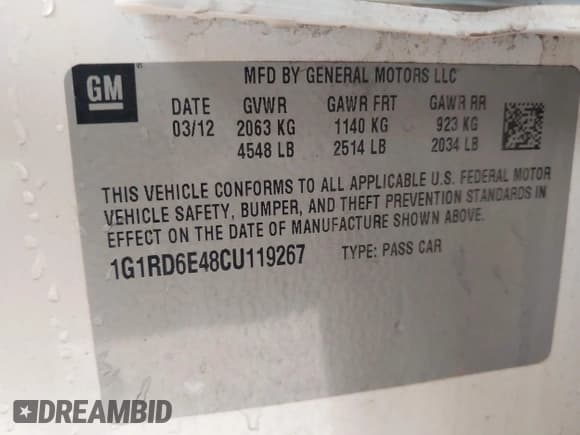 GM
MFD BY GENERAL MOTORS LLC
DATE GVWR GAWR FRT GAWR RR
03/12 2063 KG 1140 KG 923 KG
4548 LB 2514 LB 2034 LB
THIS VEHICLE CONFORMS TO ALL APPLICABLE U.S. FEDERAL MOTOR
VEHICLE SAFETY, BUMPER, AND THEFT PREVENTION STANDARDS IN
EFFECT ON THE DATE OF MANUFACTURE SHOWN ABOVE.
1G1RD6E48CU119267 TYPE: PASS CAR
DREAMBID